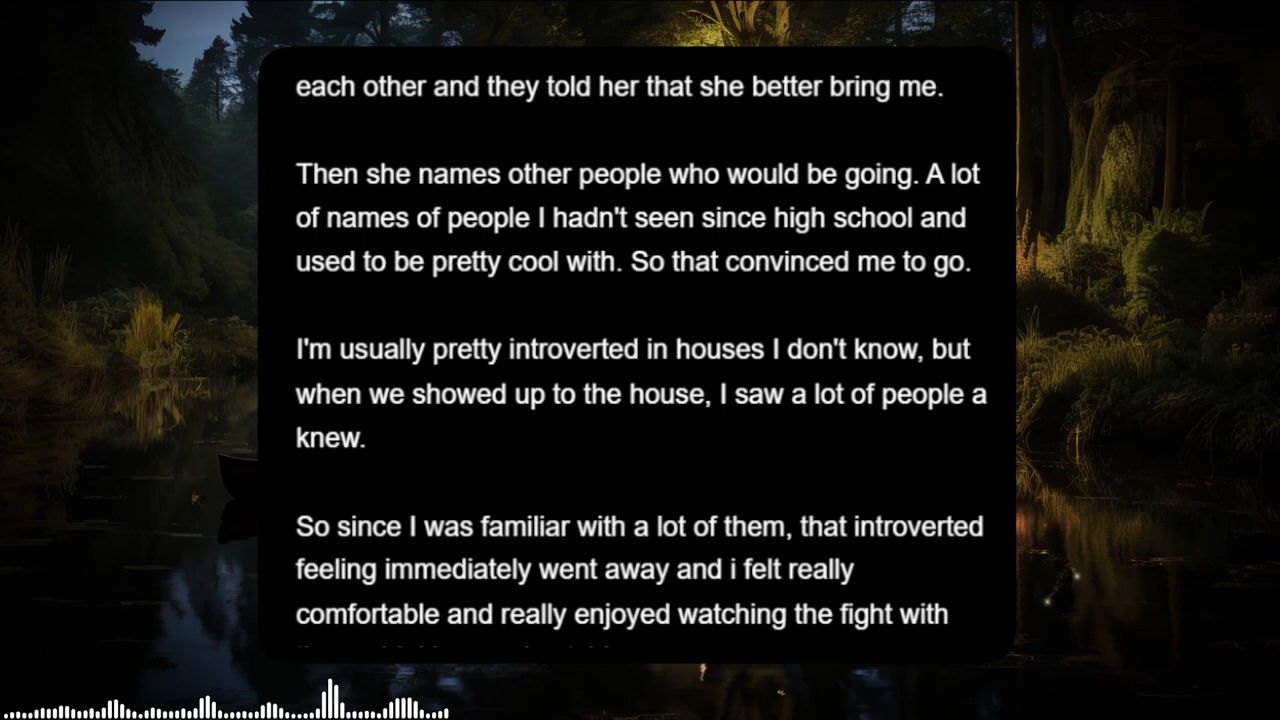 each other and they told her that she better bring me.
Then she names other people who would be going. A lot
of names of people I hadn't seen since high school and
used to be pretty cool with. So that convinced me to go.
I'm usually pretty introverted in houses I don't know, but
when we showed up to the house, I saw a lot of people a
knew.
So since I was familiar with a lot of them, that introverted
feeling immediately went away and i felt really
comfortable and really enjoyed watching the fight with